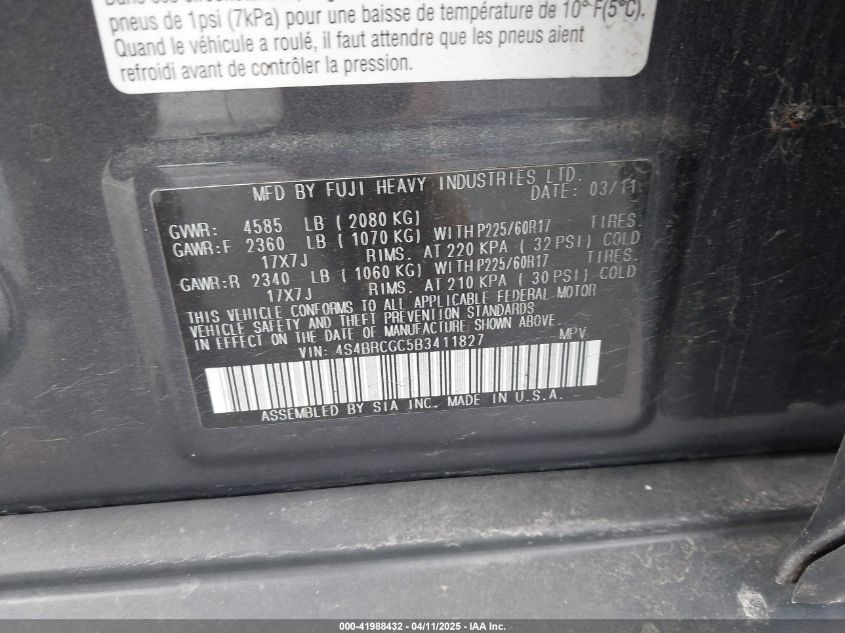 pneus de 1psi (7kPa) pour une baisse de température de 10°F(5°C).
Quand le véhicule a roulé, il faut attendre que les pneus aient
refroidi avant de contrôler la pression.
MFD BY FUJI HEAVY INDUSTRIES LTD.
DATE: 03/11
GVWR: 4585 LB ( 2080 KG)
GAWR:F 2360 LB ( 1070 KG) WITH P225/60R17 TIRES.
17X7J RIMS. AT 220 KPA ( 32 PSI) COLD
GAWR:R 2340 LB ( 1060 KG) WITH P225/60R17 TIRES.
17X7J RIMS. AT 210 KPA ( 30 PSI) COLD
THIS VEHICLE CONFORMS TO ALL APPLICABLE FEDERAL MOTOR
VEHICLE SAFETY AND THEFT PREVENTION STANDARDS
IN EFFECT ON THE DATE OF MANUFACTURE SHOWN ABOVE.
VIN: 4S4BRCGC5B3411827 MPV
ASSEMBLED BY SIA INC. MADE IN U.S.A.
000-41988432 - 04/11/2025 - IAA Inc.